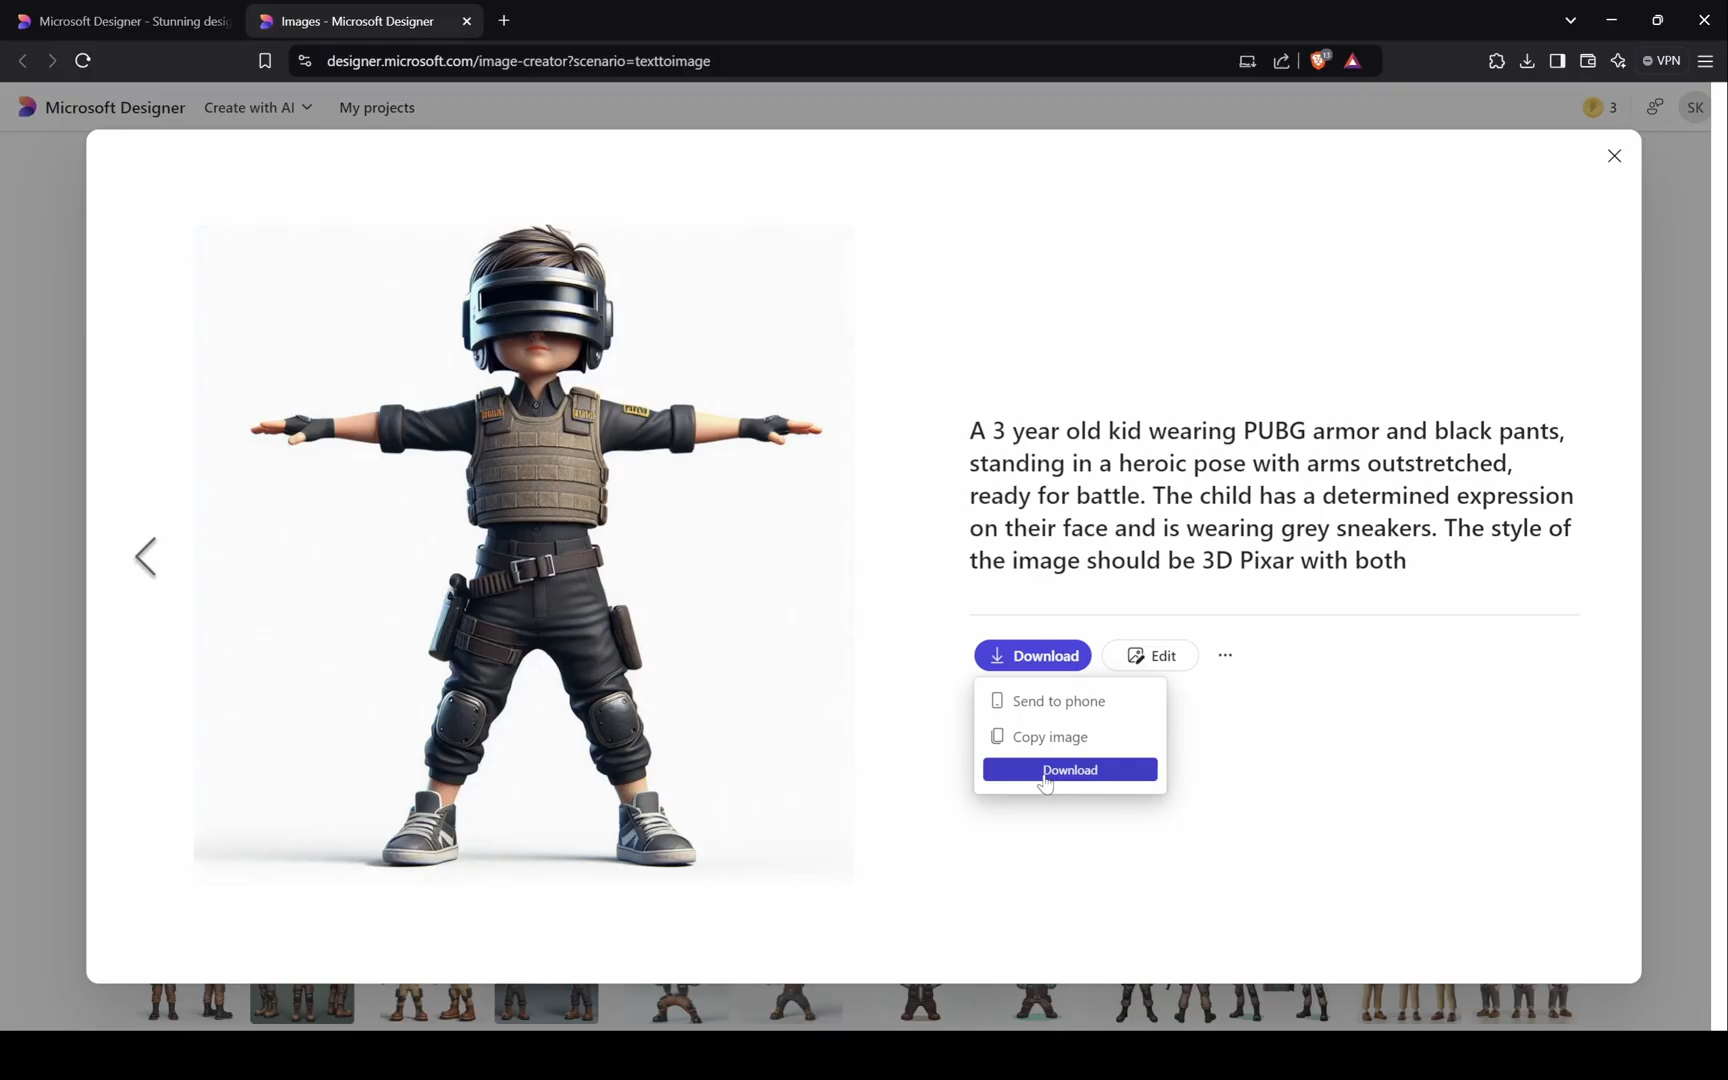 Microsoft Designer - Stunning desig
Images - Microsoft Designer
designer.microsoft.com/image-creator?scenario=texttoimage
13
VPN
Microsoft Designer
Create with AI
My projects
3
SK
A 3 year old kid wearing PUBG armor and black pants,
standing in a heroic pose with arms outstretched,
ready for battle. The child has a determined expression
on their face and is wearing grey sneakers. The style of
the image should be 3D Pixar with both
Download
Edit
Send to phone
Copy image
Download